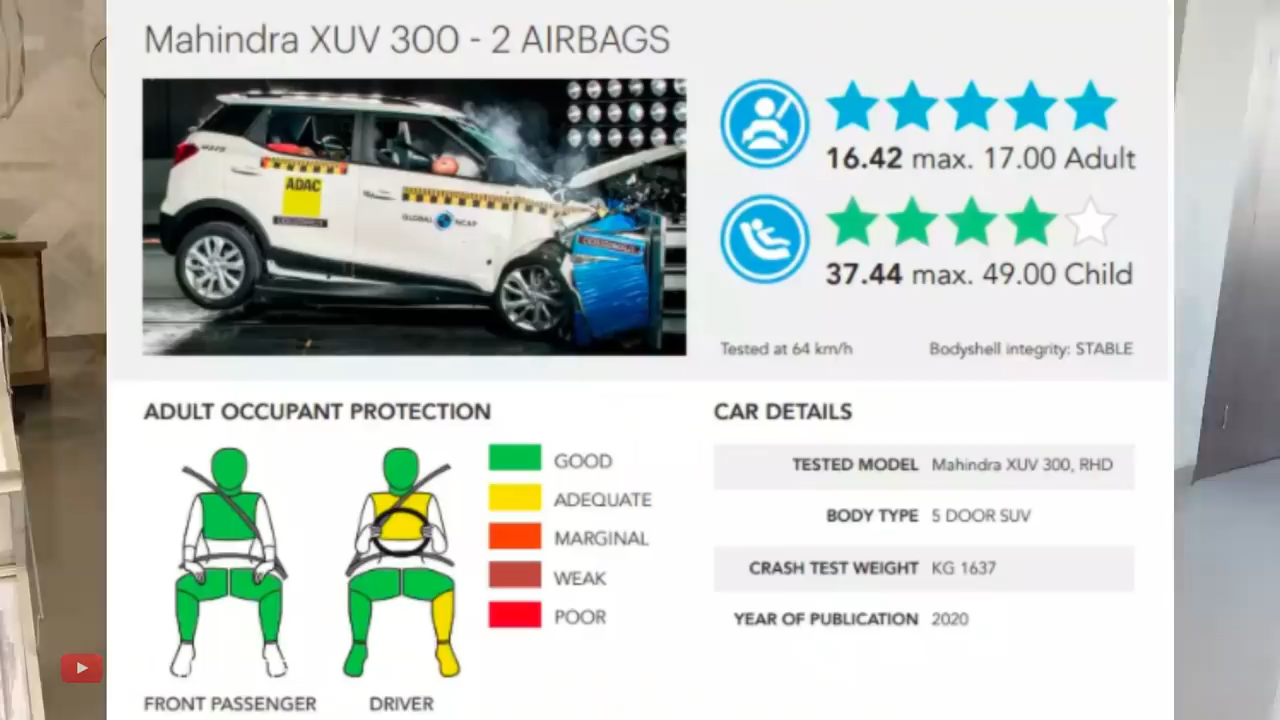 Mahindra XUV 300 - 2 AIRBAGS
ADAC
GLOBAL NCAP
16.42 max. 17.00 Adult
37.44 max. 49.00 Child
Tested at 64 km/h
Bodyshell integrity: STABLE
ADULT OCCUPANT PROTECTION
GOOD
ADEQUATE
MARGINAL
WEAK
POOR
FRONT PASSENGER
DRIVER
CAR DETAILS
TESTED MODEL Mahindra XUV 300, RHD
BODY TYPE 5 DOOR SUV
CRASH TEST WEIGHT KG 1637
YEAR OF PUBLICATION 2020